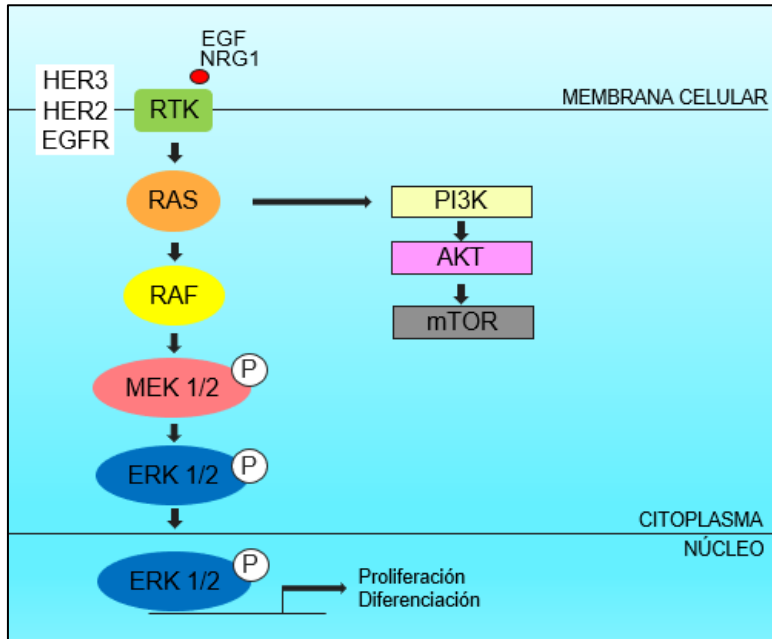 EGF
NRG1
HER3
HER2
EGFR
RTK
MEMBRANA CELULAR
RAS
PI3K
AKT
RAF
mTOR
P
MEK 1/2
P
ERK 1/2
CITOPLASMA
NÚCLEO
P
ERK 1/2
Proliferación
Diferenciación